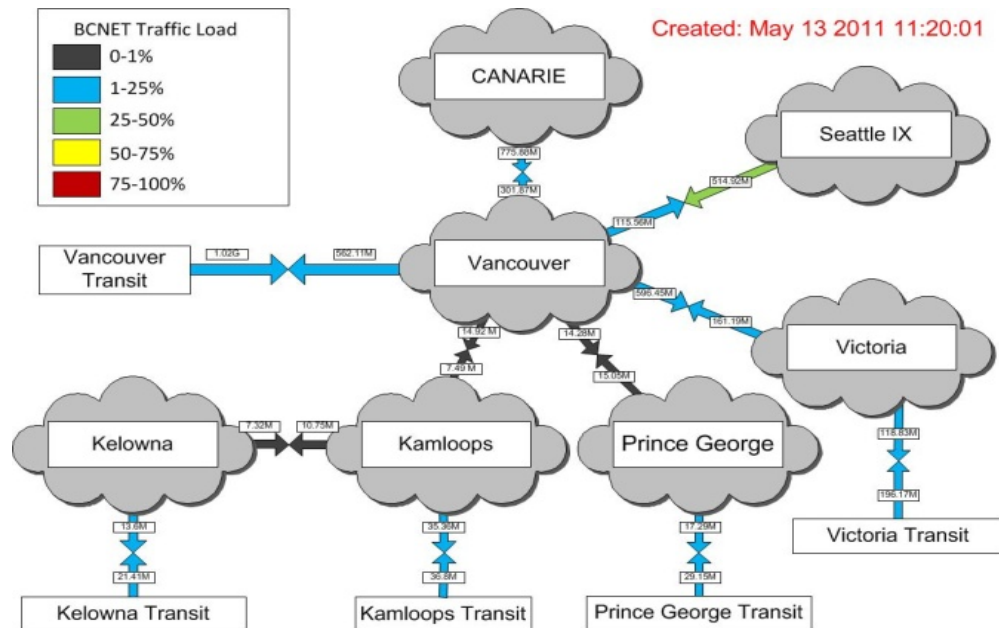 BCNET Traffic Load
0-1%
1-25%
25-50%
50-75%
75-100%
Created: May 13 2011 11:20:01
CANARIE
775.88M
301.87M
Seattle IX
514.92M
115.96M
Vancouver
Transit
1.02G
562.11M
Vancouver
596.45M
161.19M
Victoria
14.92 M
7.49 M
14.28M
15.05M
Kelowna
7.32M
10.75M
Kamloops
Prince George
118.83M
196.17M
Victoria Transit
13.6M
21.41M
Kelowna Transit
35.36M
36.8M
Kamloops Transit
17.29M
29.15M
Prince George Transit